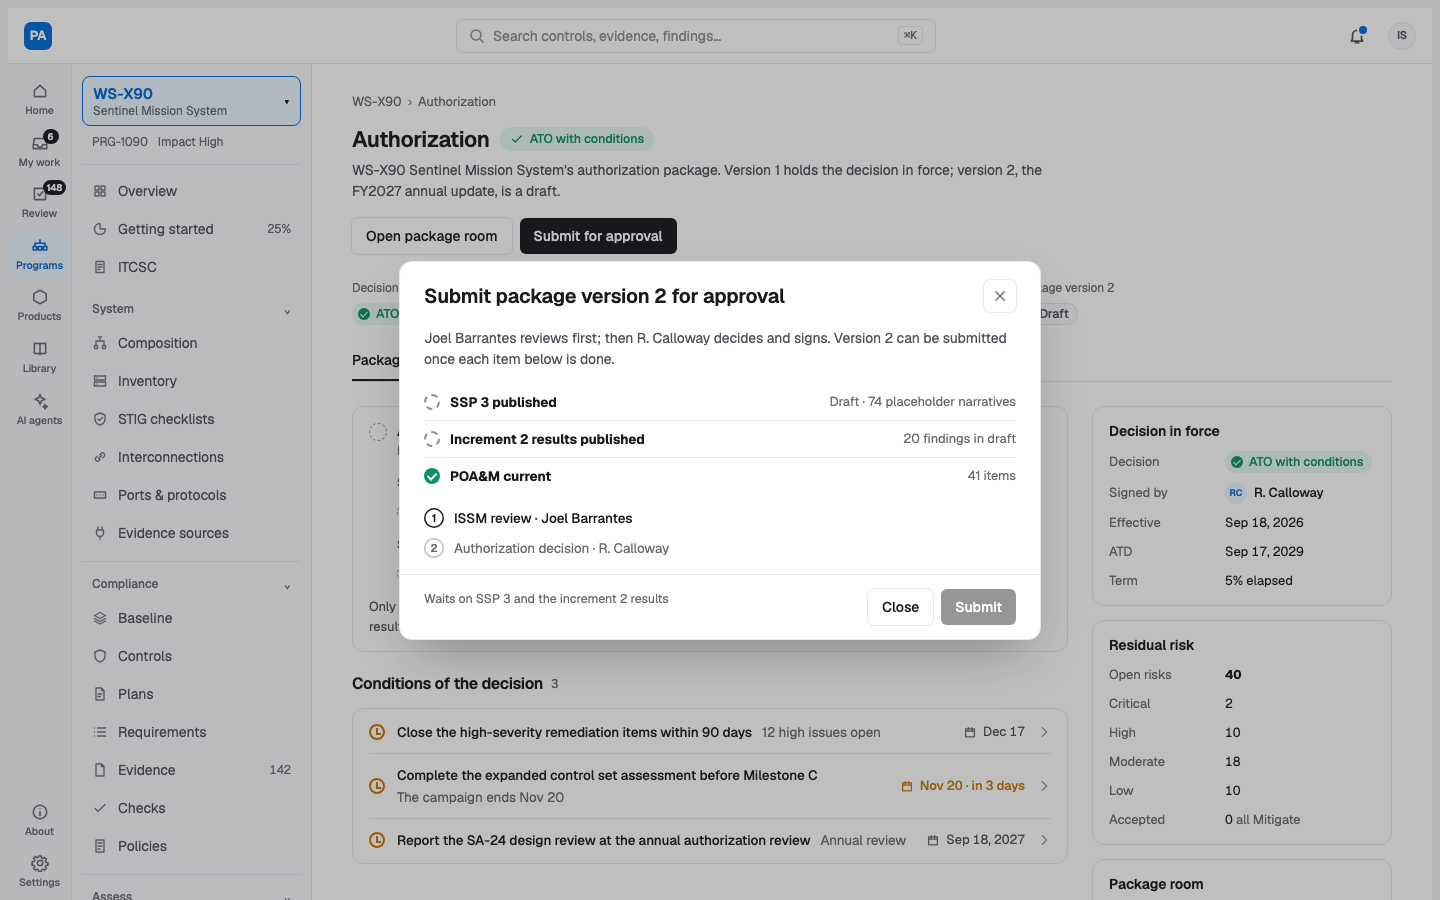 PA
Search controls, evidence, findings...
⌘K
IS
Home
6
My work
148
Review
Programs
Products
Library
AI agents
About
Settings
WS-X90
Sentinel Mission System
PRG-1090 Impact High
Overview
Getting started 25%
ITCSC
System
Composition
Inventory
STIG checklists
Interconnections
Ports & protocols
Evidence sources
Compliance
Baseline
Controls
Plans
Requirements
Evidence 142
Checks
Policies
Assess
WS-X90 › Authorization
Authorization ATO with conditions
WS-X90 Sentinel Mission System's authorization package. Version 1 holds the decision in force; version 2, the
FY2027 annual update, is a draft.
Open package room Submit for approval
Decision
ATO
kage version 2
Draft
Packag
Only
result
Submit package version 2 for approval
Joel Barrantes reviews first; then R. Calloway decides and signs. Version 2 can be submitted
once each item below is done.
SSP 3 published Draft · 74 placeholder narratives
Increment 2 results published 20 findings in draft
POA&M current 41 items
1 ISSM review · Joel Barrantes
2 Authorization decision · R. Calloway
Waits on SSP 3 and the increment 2 results
Close Submit
Conditions of the decision 3
Close the high-severity remediation items within 90 days 12 high issues open Dec 17
Complete the expanded control set assessment before Milestone C
The campaign ends Nov 20
Nov 20 · in 3 days
Report the SA-24 design review at the annual authorization review Annual review Sep 18, 2027
Decision in force
Decision ATO with conditions
Signed by RC R. Calloway
Effective Sep 18, 2026
ATD Sep 17, 2029
Term 5% elapsed
Residual risk
Open risks 40
Critical 2
High 10
Moderate 18
Low 10
Accepted 0 all Mitigate
Package room